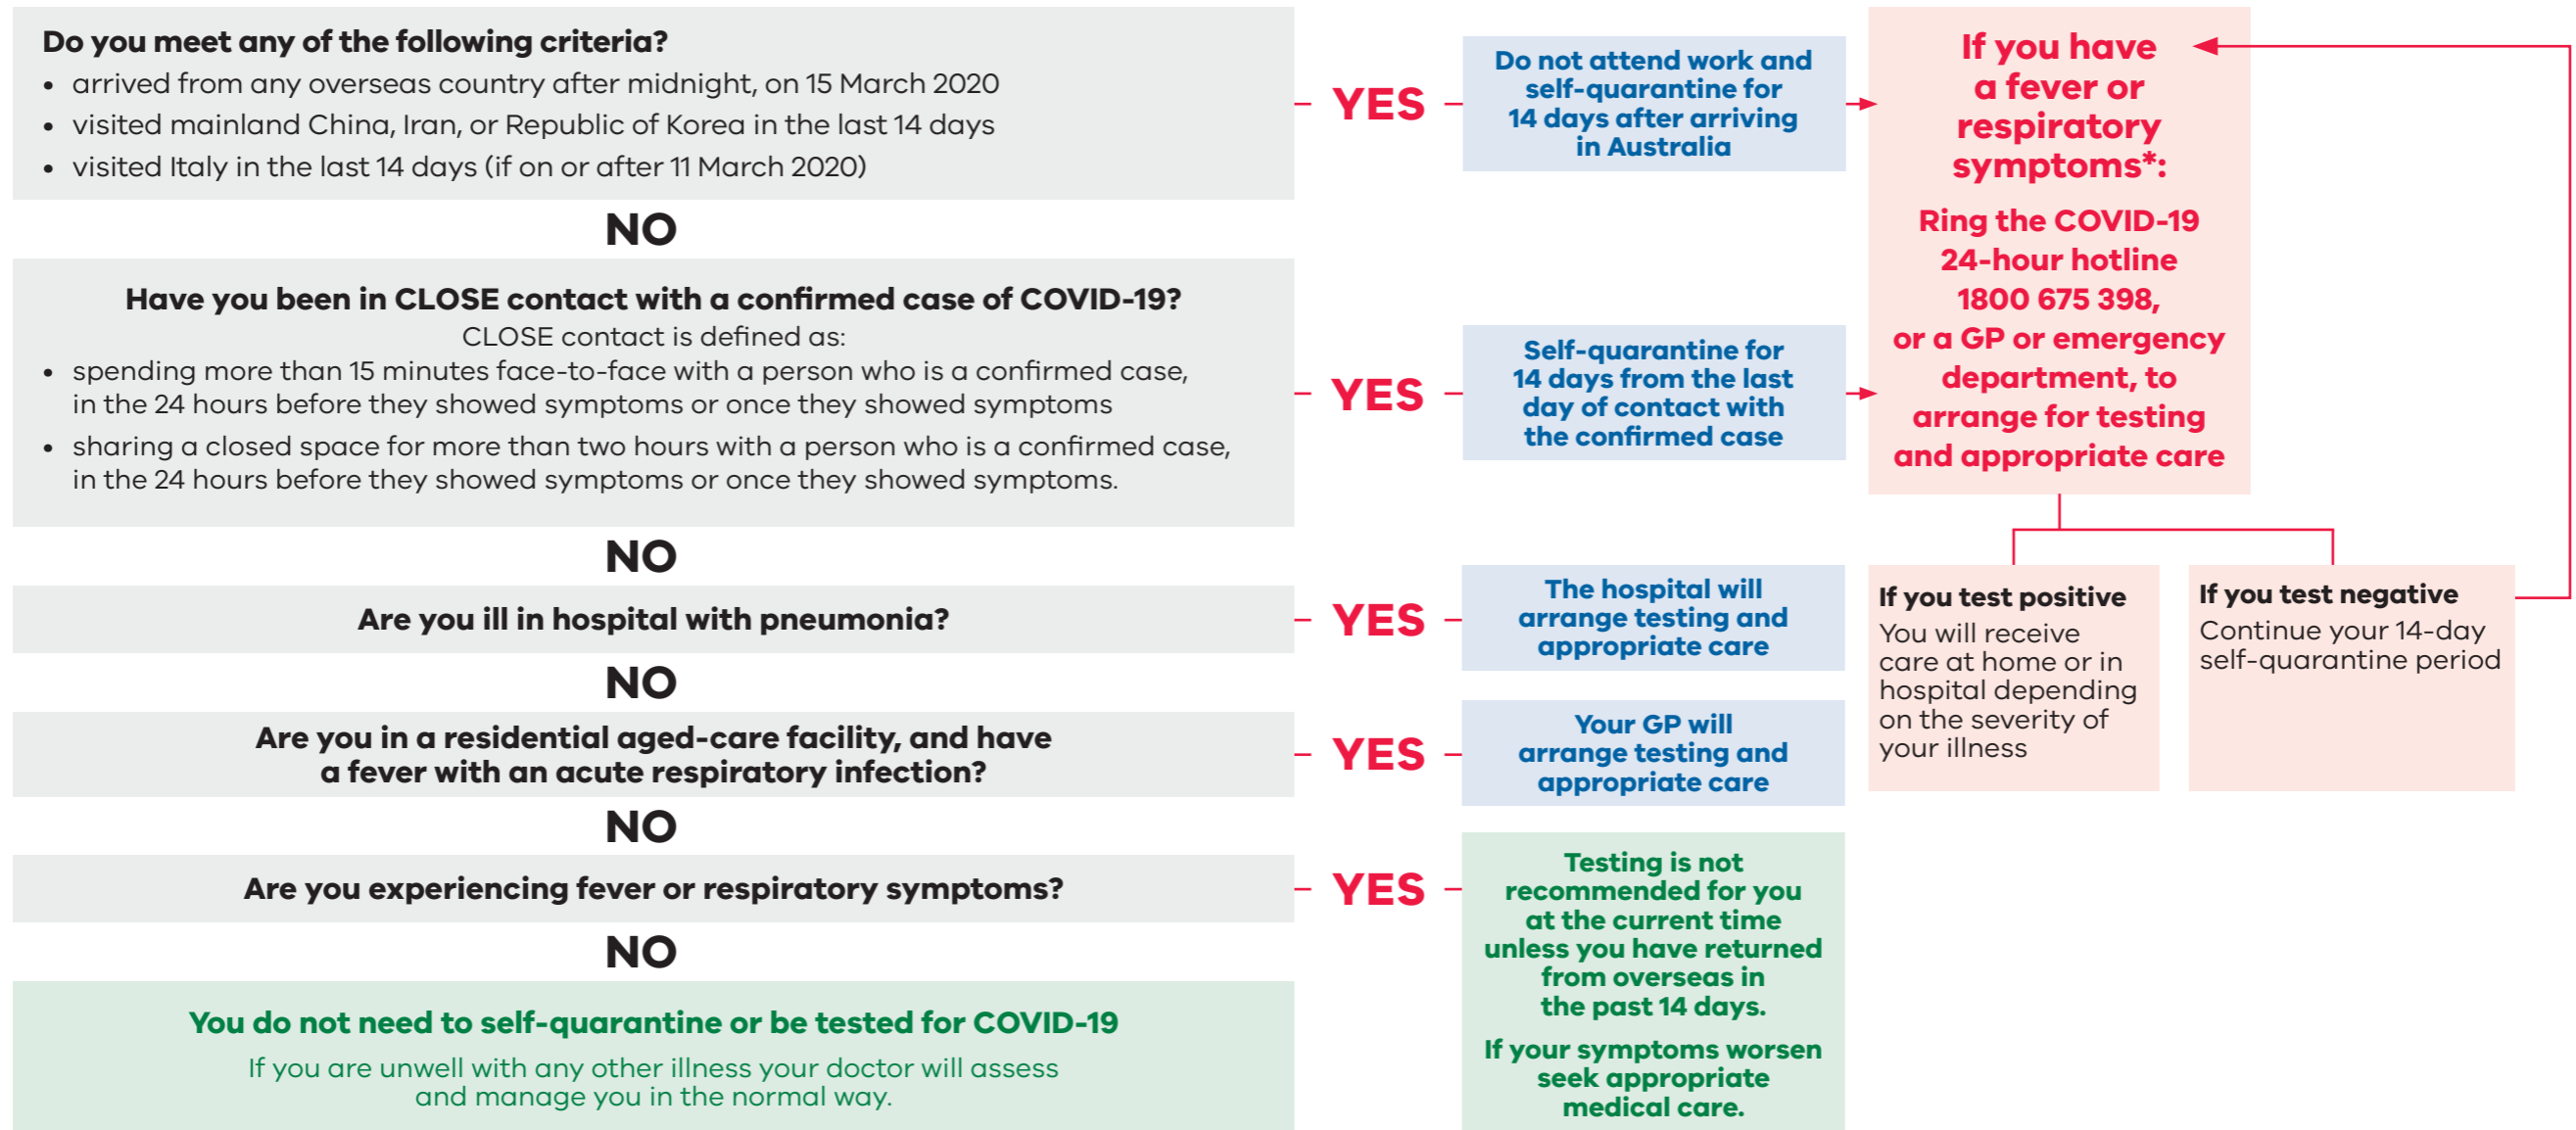 Do you meet any of the following criteria?
• arrived from any overseas country after midnight, on 15 March 2020
• visited mainland China, Iran, or Republic of Korea in the last 14 days
• visited Italy in the last 14 days (if on or after 11 March 2020)
YES
Do not attend work and
self-quarantine for
14 days after arriving
in Australia
If you have
a fever or
respiratory
symptoms*:
Ring the COVID-19
24-hour hotline
1800 675 398,
or a GP or emergency
department, to
arrange for testing
and appropriate care
NO
Have you been in CLOSE contact with a confirmed case of COVID-19?
CLOSE contact is defined as:
• spending more than 15 minutes face-to-face with a person who is a confirmed case,
in the 24 hours before they showed symptoms or once they showed symptoms
• sharing a closed space for more than two hours with a person who is a confirmed case,
in the 24 hours before they showed symptoms or once they showed symptoms.
YES
Self-quarantine for
14 days from the last
day of contact with
the confirmed case
NO
Are you ill in hospital with pneumonia?
YES
The hospital will
arrange testing and
appropriate care
If you test positive
You will receive
care at home or in
hospital depending
on the severity of
your illness
If you test negative
Continue your 14-day
self-quarantine period
NO
Are you in a residential aged-care facility, and have
a fever with an acute respiratory infection?
YES
Your GP will
arrange testing and
appropriate care
NO
Are you experiencing fever or respiratory symptoms?
YES
Testing is not
recommended for you
at the current time
unless you have returned
from overseas in
the past 14 days.
If your symptoms worsen
seek appropriate
medical care.
NO
You do not need to self-quarantine or be tested for COVID-19
If you are unwell with any other illness your doctor will assess
and manage you in the normal way.